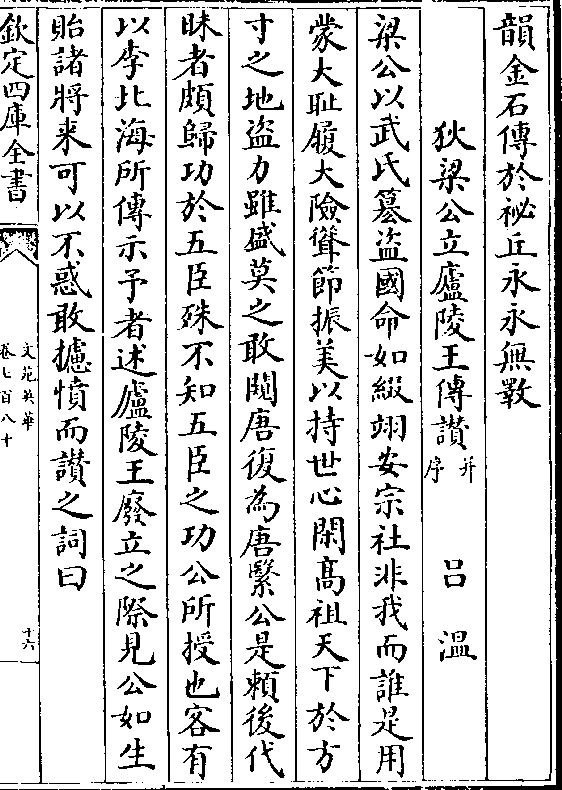 韻金石傳於祕丘永永無斁
狄梁公立廬陵王傳讃并序 吕溫
梁公以武氏簒盜國命如綴翊安宗社非我而誰是用
蒙大耻履大險聳節振美以持世心閑髙祖天下於方
寸之地盜力雖盛莫之敢闚唐復為唐繄公是賴後代
昧者頗歸功於五臣殊不知五臣之功公所授也客有
以李北海所傳示予者述廬陵王廢立之際見公如生
貽諸將来可以不惑敢攄憤而讃之詞曰
欽定四庫全書
文苑英華
卷七百八十
十六